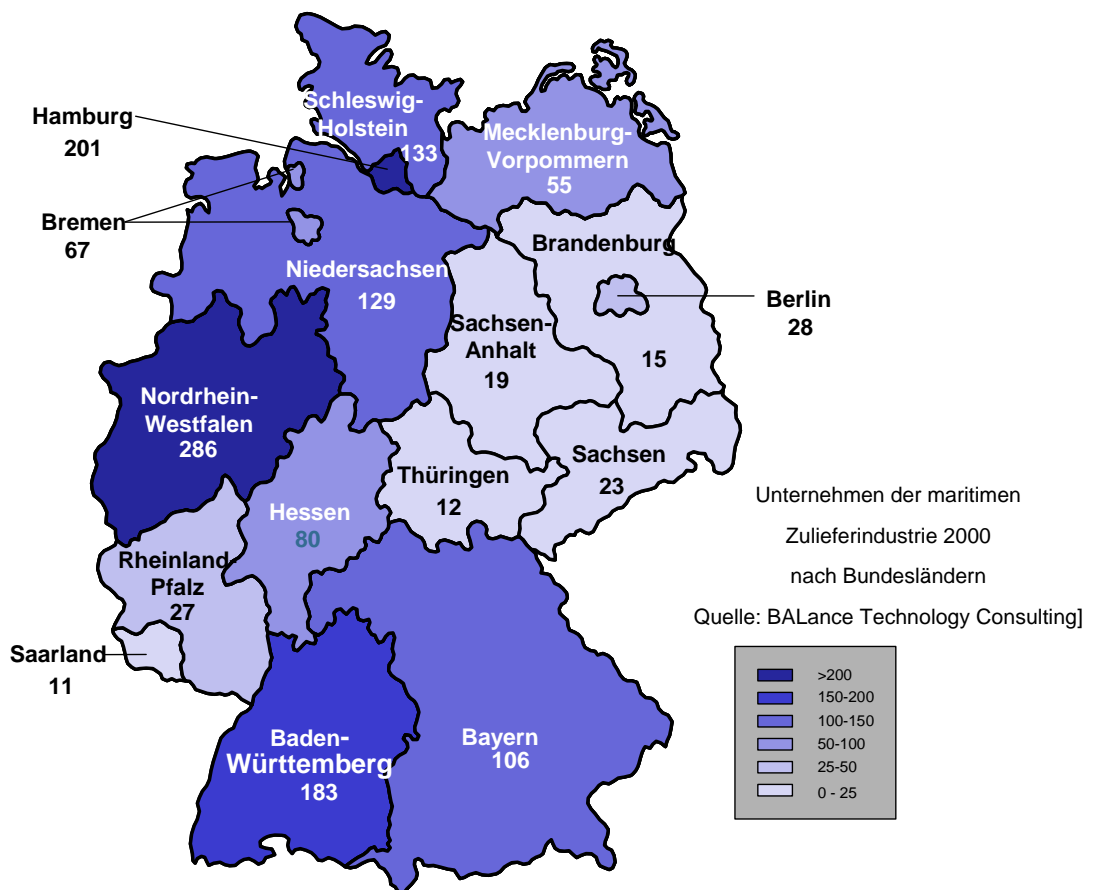 Schleswig-
Holstein
133
Hamburg
201
Mecklenburg-
Vorpommern
55
Bremen
67
Niedersachsen
129
Brandenburg
15
Berlin
28
Sachsen-
Anhalt
19
Nordrhein-
Westfalen
286
Thüringen
12
Sachsen
23
Hessen
80
Rheinland-
Pfalz
27
Saarland
11
Baden-
Württemberg
183
Bayern
106
Unternehmen der maritimen
Zulieferindustrie 2000
nach Bundesländern
Quelle: BALance Technology Consulting]
>200
150-200
100-150
50-100
25-50
0 - 25